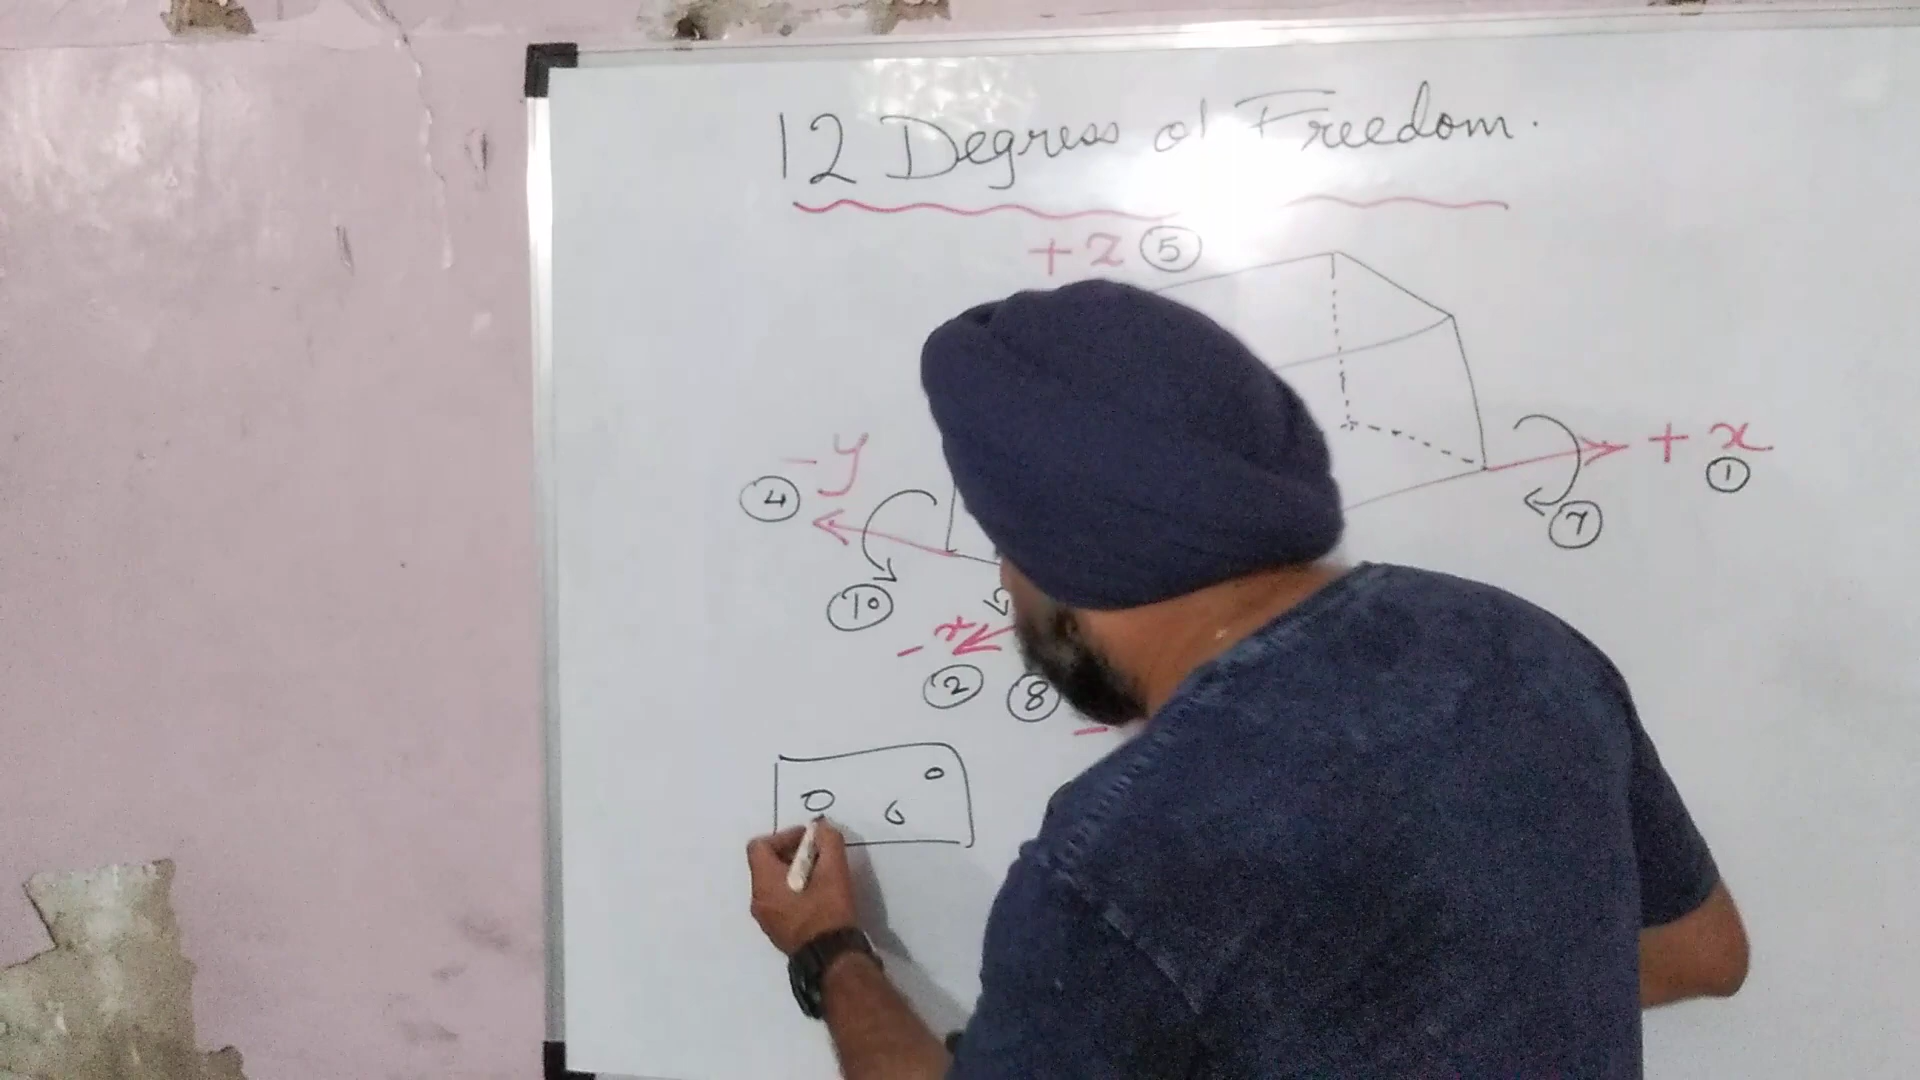 12 Degress of Freedom.
+ z 5
- y
4
+ x
1
7
10
- x
2 8
-